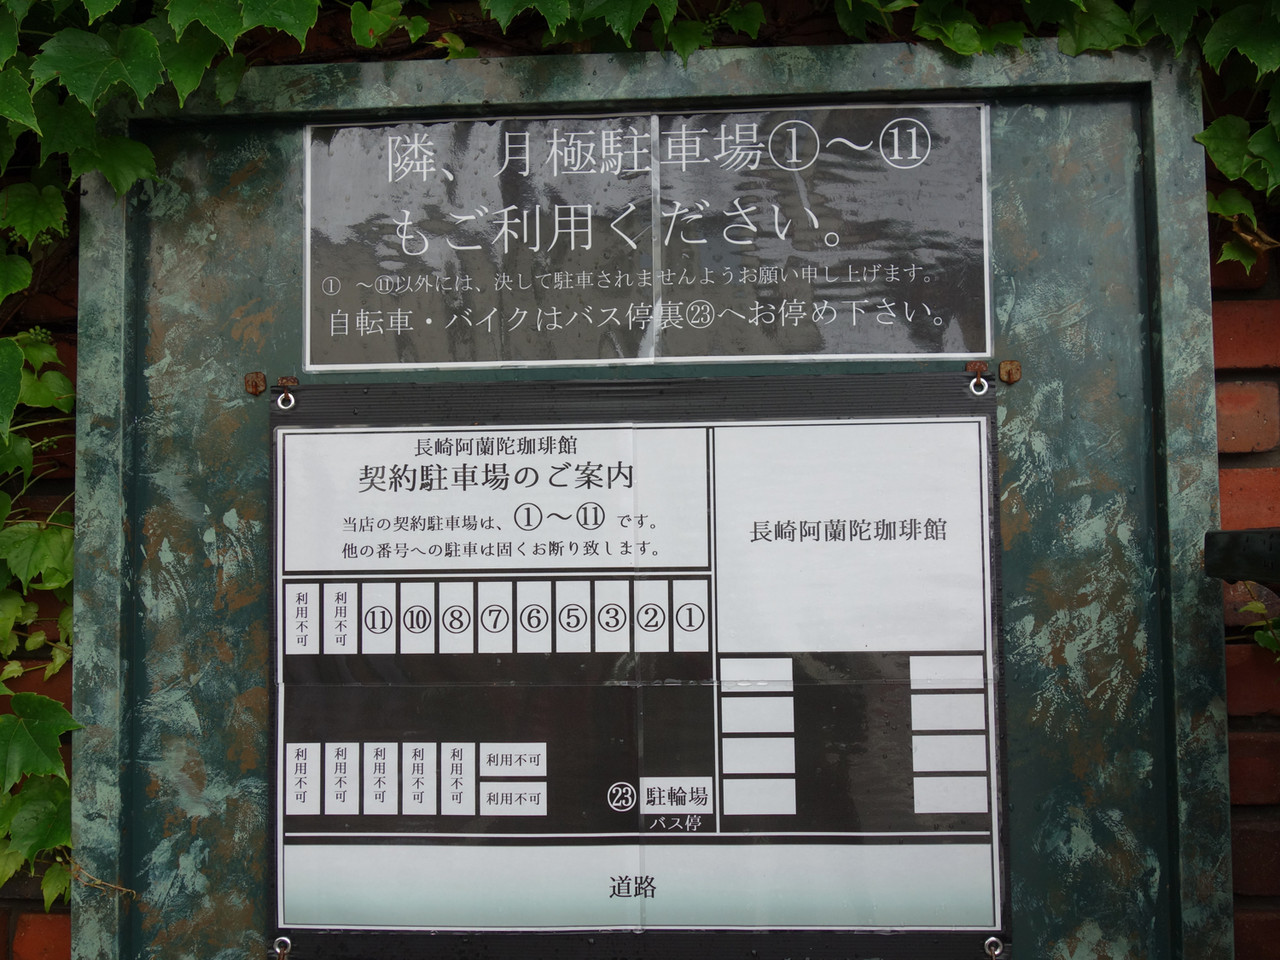 隣、月極駐車場①～⑪
もご利用ください。
① ～⑪以外には、決して駐車されませんようお願い申し上げます。
自転車・バイクはバス停裏㉓へお停め下さい。
長崎阿蘭陀珈琲館
契約駐車場のご案内
当店の契約駐車場は、①～⑪ です。
他の番号への駐車は固くお断り致します。
長崎阿蘭陀珈琲館
利用不可
利用不可
⑪
⑩
⑧
⑦
⑥
⑤
③
②
①
利用不可
利用不可
利用不可
利用不可
利用不可
利用不可
利用不可
㉓
駐輪場
バス停
道路